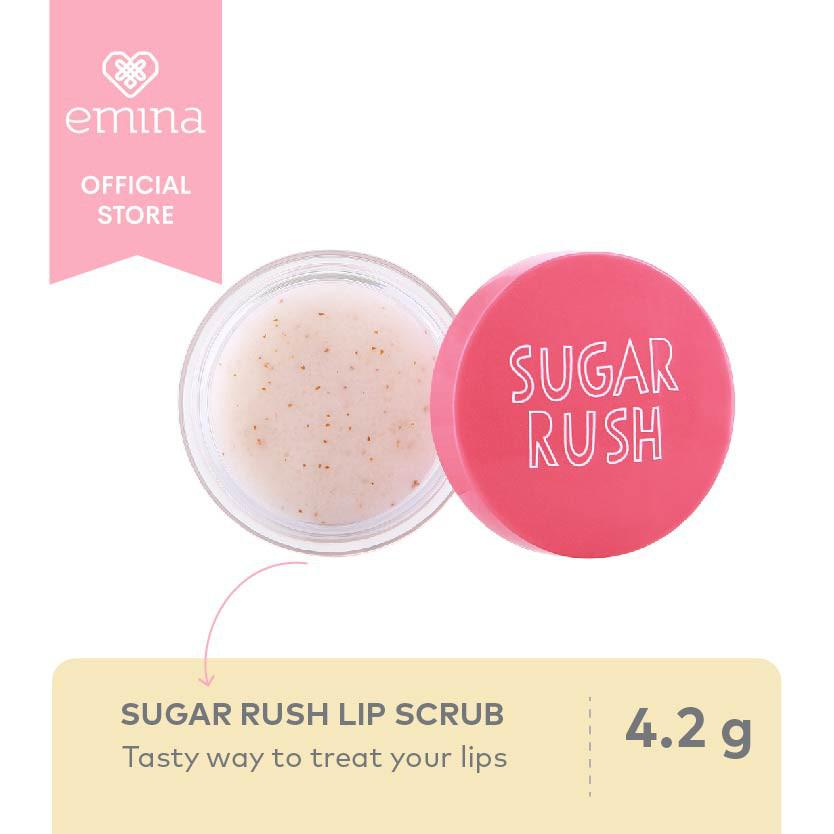 emina
OFFICIAL
STORE
SUGAR
RUSH
SUGAR RUSH LIP SCRUB
Tasty way to treat your lips
4.2 g